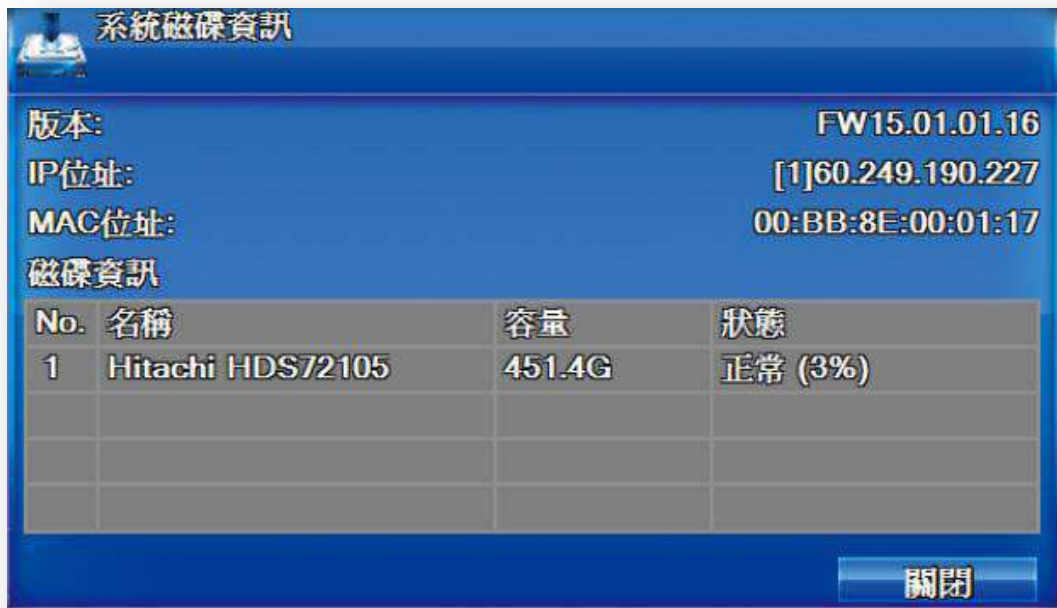 系統磁碟資訊
版本: FW15.01.01.16
IP位址: [1]60.249.190.227
MAC位址: 00:BB:8E:00:01:17
磁碟資訊
No. 名稱 容量 狀態
1 Hitachi HDS72105 451.4G 正常 (3%)
關閉